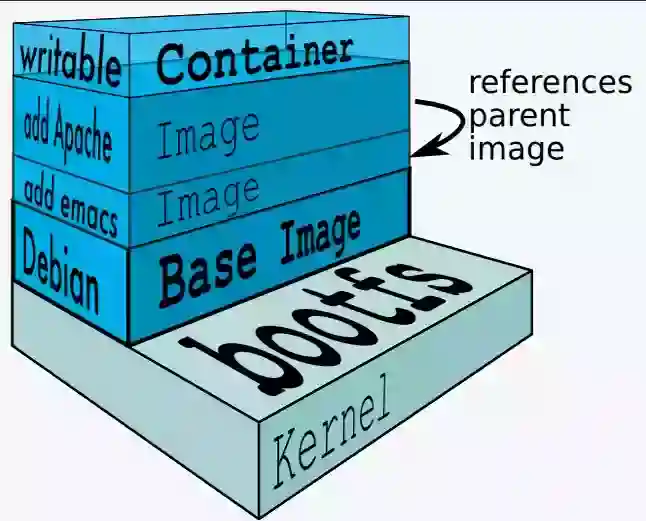 writable Container
add Apache Image
add emacs Image
Debian Base Image
bootfs
Kernel
references
parent
image